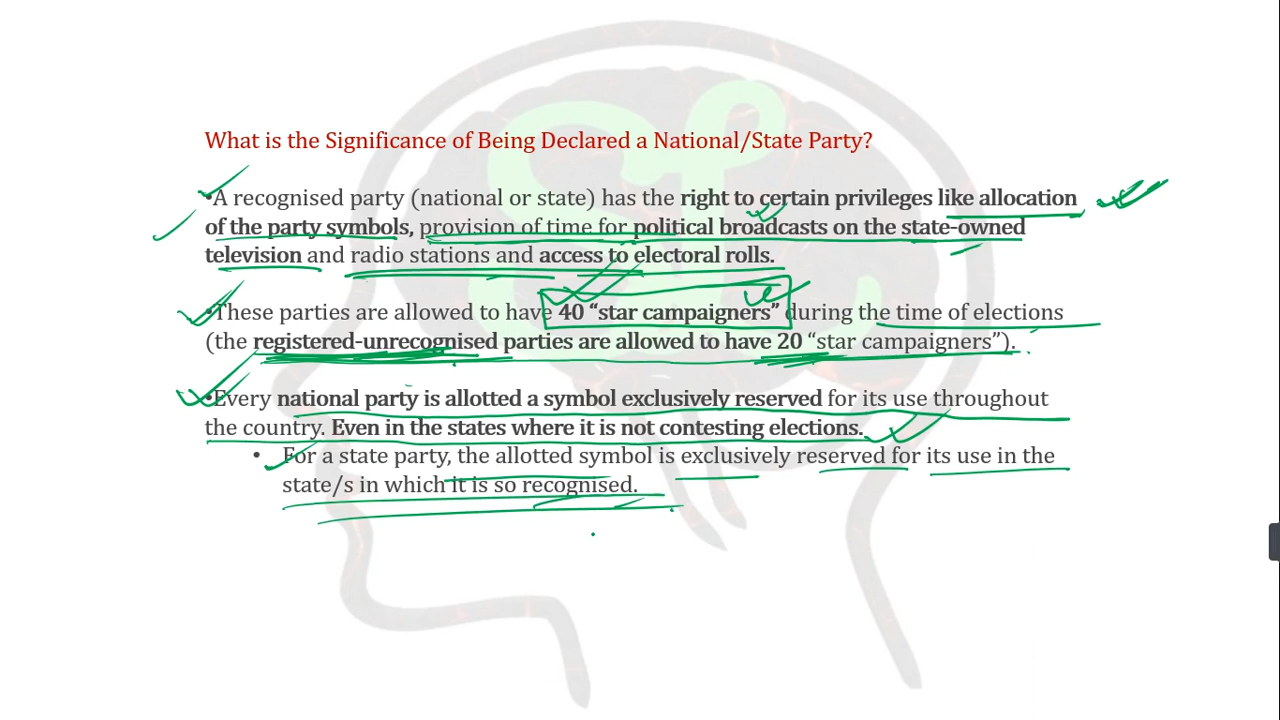 What is the Significance of Being Declared a National/State Party?
•A recognised party (national or state) has the right to certain privileges like allocation
of the party symbols, provision of time for political broadcasts on the state-owned
television and radio stations and access to electoral rolls.
•These parties are allowed to have 40 “star campaigners” during the time of elections
(the registered-unrecognised parties are allowed to have 20 “star campaigners”).
•Every national party is allotted a symbol exclusively reserved for its use throughout
the country. Even in the states where it is not contesting elections.
• For a state party, the allotted symbol is exclusively reserved for its use in the
state/s in which it is so recognised.